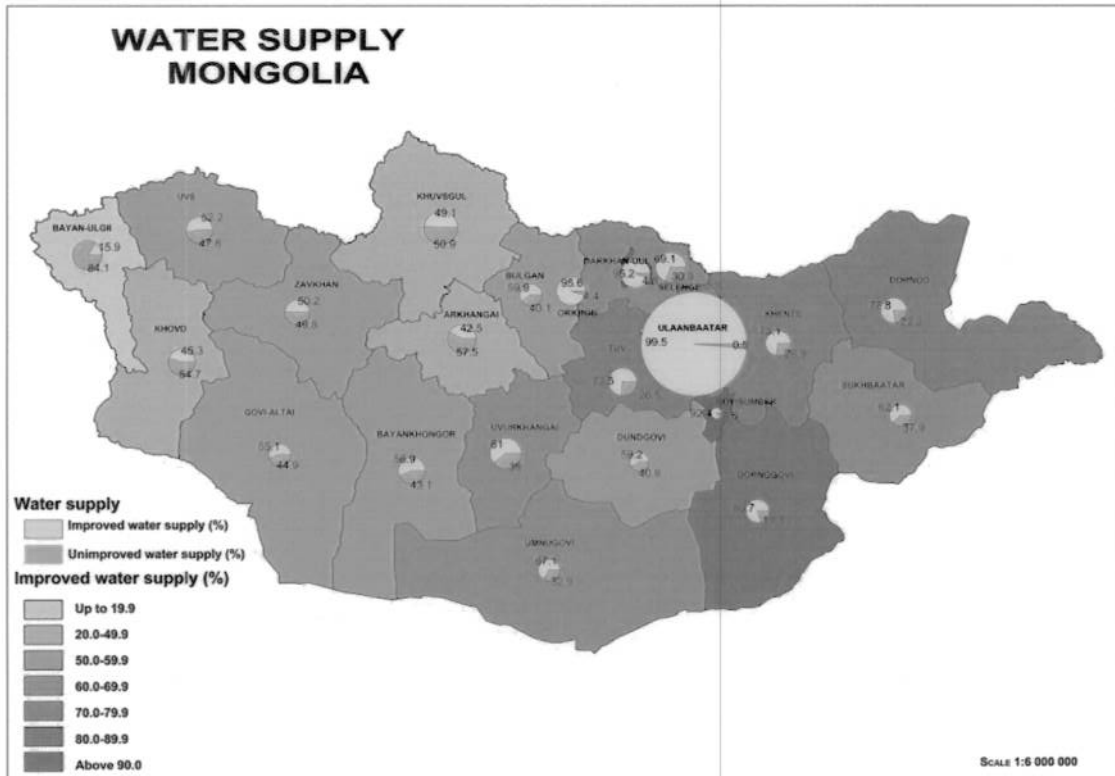 WATER SUPPLY
MONGOLIA
KHUVSGUL
49.1
50.9
UVS
52.2
47.8
BAYAN-ULGII
15.9
84.1
ZAVKHAN
50.2
49.8
KHOVD
45.3
54.7
BULGAN
59.9
40.1
95.6
4.4
ORKHON
DARKHAN-UUL
95.2
69.1
30.9
SELENGE
ARKHANGAI
42.5
57.5
ULAANBAATAR
99.5
0.5
KHENTII
DORNOD
SUKHBAATAR
62.1
37.9
GOVI-ALTAI
55.1
44.9
BAYANKHONGOR
56.9
43.1
UVURKHANGAI
61
DUNDGOVI
59.2
40.8
DORNOGOVI
UMNUGOVI
Water supply
Improved water supply (%)
Unimproved water supply (%)
Improved water supply (%)
Up to 19.9
20.0-49.9
50.0-59.9
60.0-69.9
70.0-79.9
80.0-89.9
Above 90.0
SCALE 1:6 000 000